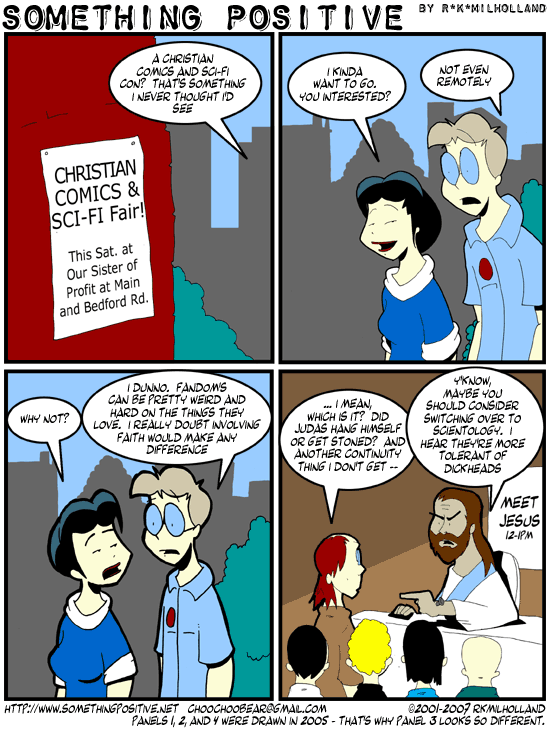 SOMETHING POSITIVE BY R*K*MILHOLLAND
A CHRISTIAN
COMICS AND SCI-FI
CON? THAT'S SOMETHING
I NEVER THOUGHT I'D
SEE
CHRISTIAN
COMICS &
SCI-FI Fair!
This Sat. at
Our Sister of
Profit at Main
and Bedford Rd.
I KINDA
WANT TO GO.
YOU INTERESTED?
NOT EVEN
REMOTELY
WHY NOT?
I DUNNO. FANDOM'S
CAN BE PRETTY WEIRD AND
HARD ON THE THINGS THEY
LOVE. I REALLY DOUBT INVOLVING
FAITH WOULD MAKE ANY
DIFFERENCE
... I MEAN,
WHICH IS IT? DID
JUDAS HANG HIMSELF
OR GET STONED? AND
ANOTHER CONTINUITY
THING I DON'T GET --
Y'KNOW,
MAYBE YOU
SHOULD CONSIDER
SWITCHING OVER TO
SCIENTOLOGY. I
HEAR THEY'RE MORE
TOLERANT OF
DICKHEADS
MEET
JESUS
12-1PM
HTTP://WWW.SOMETHINGPOSITIVE.NET CHOOCHOOBEAR@GMAIL.COM ©2001-2007 RKMILHOLLAND
PANELS 1, 2, AND 4 WERE DRAWN IN 2005 - THAT'S WHY PANEL 3 LOOKS SO DIFFERENT.